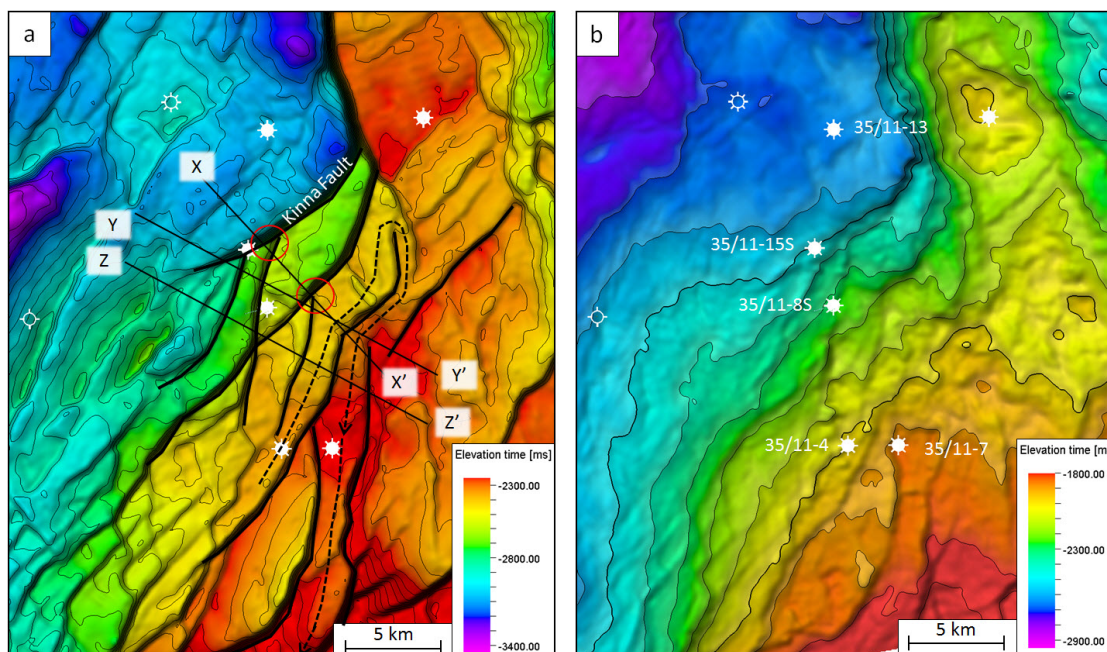 a
X
Kinna Fault
Y
Z
X'
Y'
Z'
Elevation time [ms]
-2300.00
-2800.00
-3400.00
5 km
b
35/11-13
35/11-15S
35/11-8S
35/11-4
35/11-7
Elevation time [ms]
-1800.00
-2300.00
-2900.00
5 km